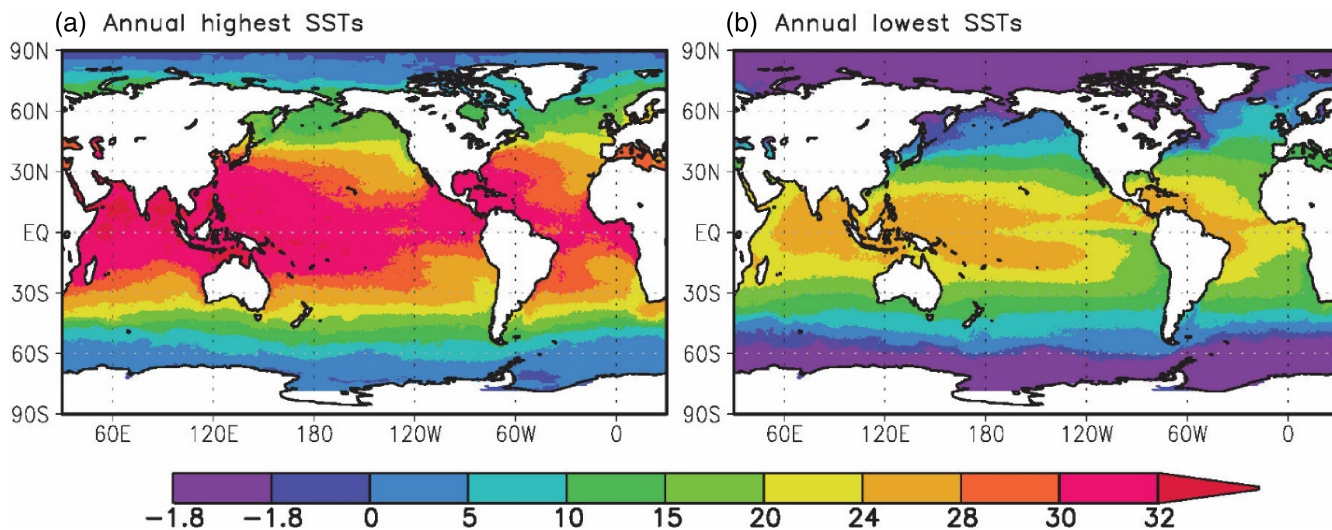 (a) Annual highest SSTs
(b) Annual lowest SSTs
90N
60N
30N
EQ
30S
60S
90S
60E 120E 180 120W 60W 0
90N
60N
30N
EQ
30S
60S
90S
60E 120E 180 120W 60W 0
−1.8 −1.8 0 5 10 15 20 24 28 30 32